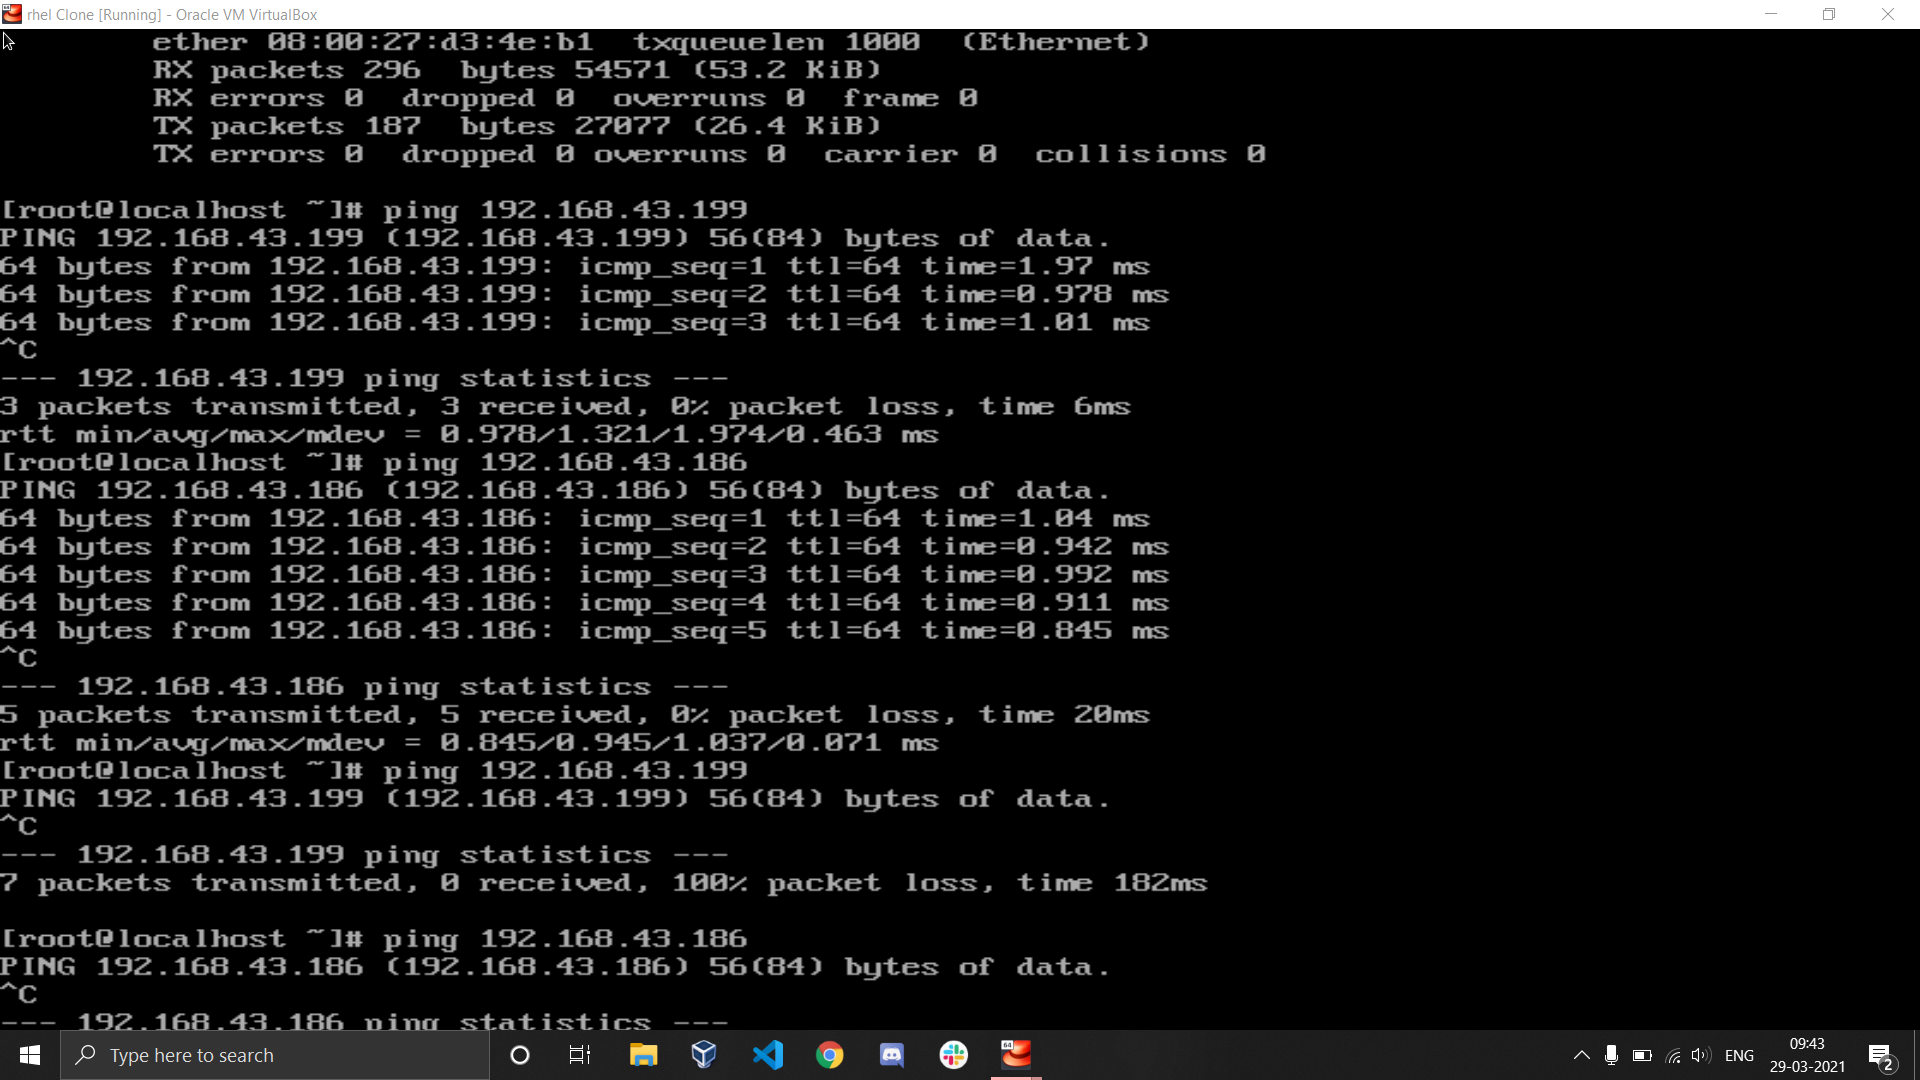 rhel Clone [Running] - Oracle VM VirtualBox
ether 08:00:27:d3:4e:b1  txqueuelen 1000  (Ethernet)
RX packets 296  bytes 54571 (53.2 KiB)
RX errors 0  dropped 0  overruns 0  frame 0
TX packets 187  bytes 27077 (26.4 KiB)
TX errors 0  dropped 0 overruns 0  carrier 0  collisions 0
[root@localhost ~]# ping 192.168.43.199
PING 192.168.43.199 (192.168.43.199) 56(84) bytes of data.
64 bytes from 192.168.43.199: icmp_seq=1 ttl=64 time=1.97 ms
64 bytes from 192.168.43.199: icmp_seq=2 ttl=64 time=0.978 ms
64 bytes from 192.168.43.199: icmp_seq=3 ttl=64 time=1.01 ms
^C
--- 192.168.43.199 ping statistics ---
3 packets transmitted, 3 received, 0% packet loss, time 6ms
rtt min/avg/max/mdev = 0.978/1.321/1.974/0.463 ms
[root@localhost ~]# ping 192.168.43.186
PING 192.168.43.186 (192.168.43.186) 56(84) bytes of data.
64 bytes from 192.168.43.186: icmp_seq=1 ttl=64 time=1.04 ms
64 bytes from 192.168.43.186: icmp_seq=2 ttl=64 time=0.942 ms
64 bytes from 192.168.43.186: icmp_seq=3 ttl=64 time=0.992 ms
64 bytes from 192.168.43.186: icmp_seq=4 ttl=64 time=0.911 ms
64 bytes from 192.168.43.186: icmp_seq=5 ttl=64 time=0.845 ms
^C
--- 192.168.43.186 ping statistics ---
5 packets transmitted, 5 received, 0% packet loss, time 20ms
rtt min/avg/max/mdev = 0.845/0.945/1.037/0.071 ms
[root@localhost ~]# ping 192.168.43.199
PING 192.168.43.199 (192.168.43.199) 56(84) bytes of data.
^C
--- 192.168.43.199 ping statistics ---
7 packets transmitted, 0 received, 100% packet loss, time 182ms
[root@localhost ~]# ping 192.168.43.186
PING 192.168.43.186 (192.168.43.186) 56(84) bytes of data.
^C
--- 192.168.43.186 ping statistics ---
Type here to search
64
ENG
09:43
29-03-2021
2